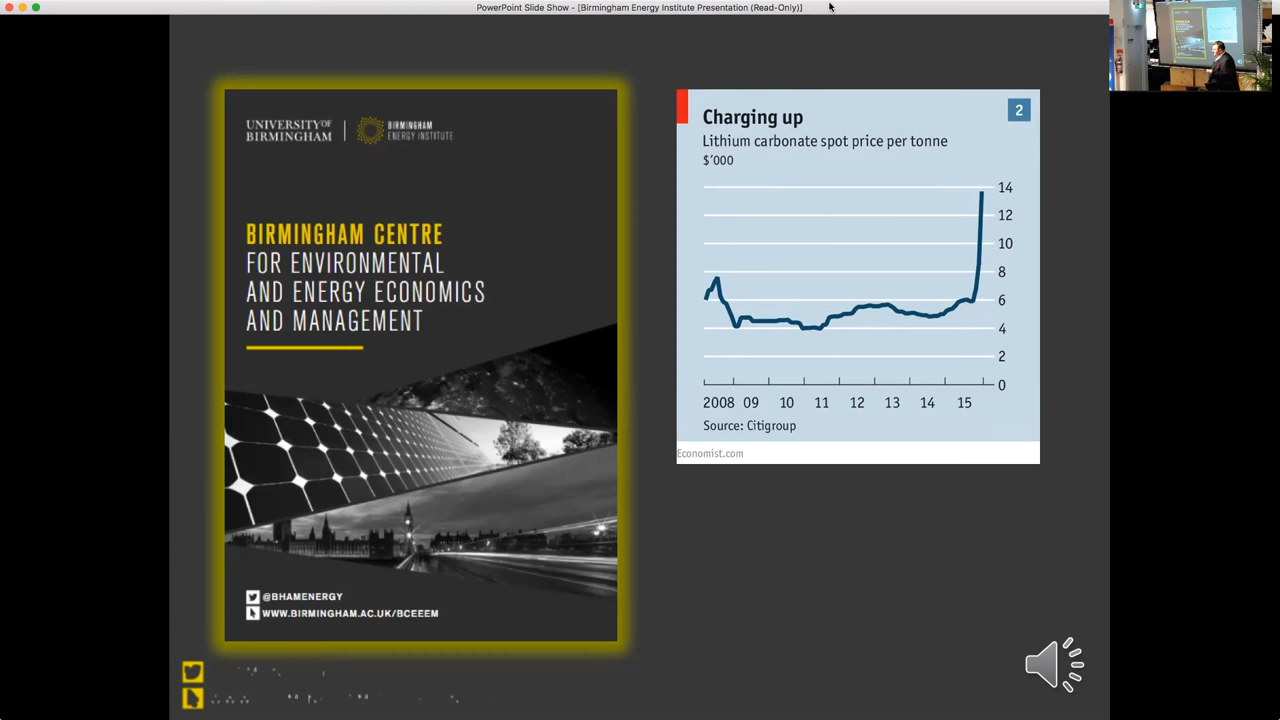 PowerPoint Slide Show - [Birmingham Energy Institute Presentation (Read-Only)]
UNIVERSITY OF
BIRMINGHAM
BIRMINGHAM
ENERGY INSTITUTE
BIRMINGHAM CENTRE
FOR ENVIRONMENTAL
AND ENERGY ECONOMICS
AND MANAGEMENT
@BHAMENERGY
WWW.BIRMINGHAM.AC.UK/BCEEEM
Charging up
2
Lithium carbonate spot price per tonne
$'000
14
12
10
8
6
4
2
0
2008 09 10 11 12 13 14 15
Source: Citigroup
Economist.com